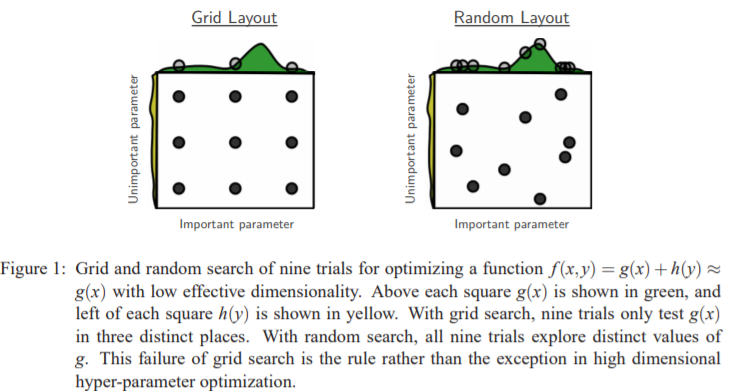 Grid Layout
Unimportant parameter
Important parameter
Random Layout
Unimportant parameter
Important parameter
Figure 1: Grid and random search of nine trials for optimizing a function f(x,y) = g(x) + h(y) ≈
g(x) with low effective dimensionality. Above each square g(x) is shown in green, and
left of each square h(y) is shown in yellow. With grid search, nine trials only test g(x)
in three distinct places. With random search, all nine trials explore distinct values of
g. This failure of grid search is the rule rather than the exception in high dimensional
hyper-parameter optimization.